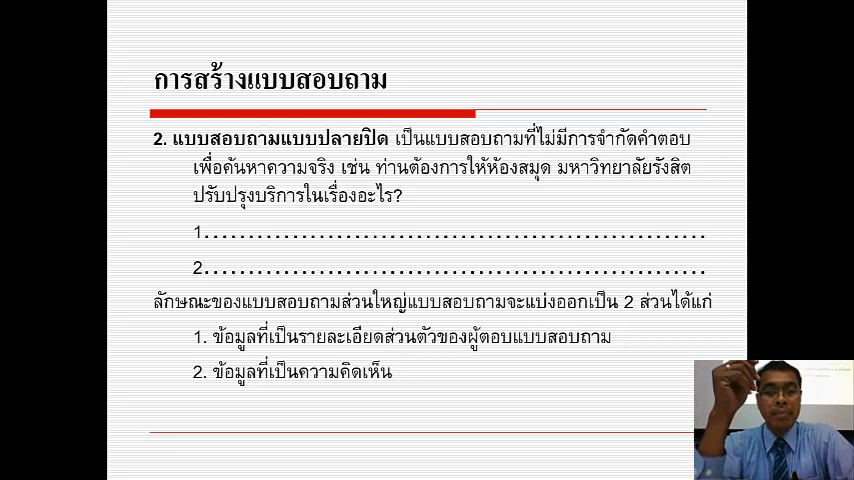 การสร้างแบบสอบถาม
2. แบบสอบถามแบบปลายปิด เป็นแบบสอบถามที่ไม่มีการจำกัดคำตอบ
เพื่อค้นหาความจริง เช่น ท่านต้องการให้ห้องสมุด มหาวิทยาลัยรังสิต
ปรับปรุงบริการในเรื่องอะไร?
1............................................................
2............................................................
ลักษณะของแบบสอบถามส่วนใหญ่แบบสอบถามจะแบ่งออกเป็น 2 ส่วนได้แก่
1. ข้อมูลที่เป็นรายละเอียดส่วนตัวของผู้ตอบแบบสอบถาม
2. ข้อมูลที่เป็นความคิดเห็น